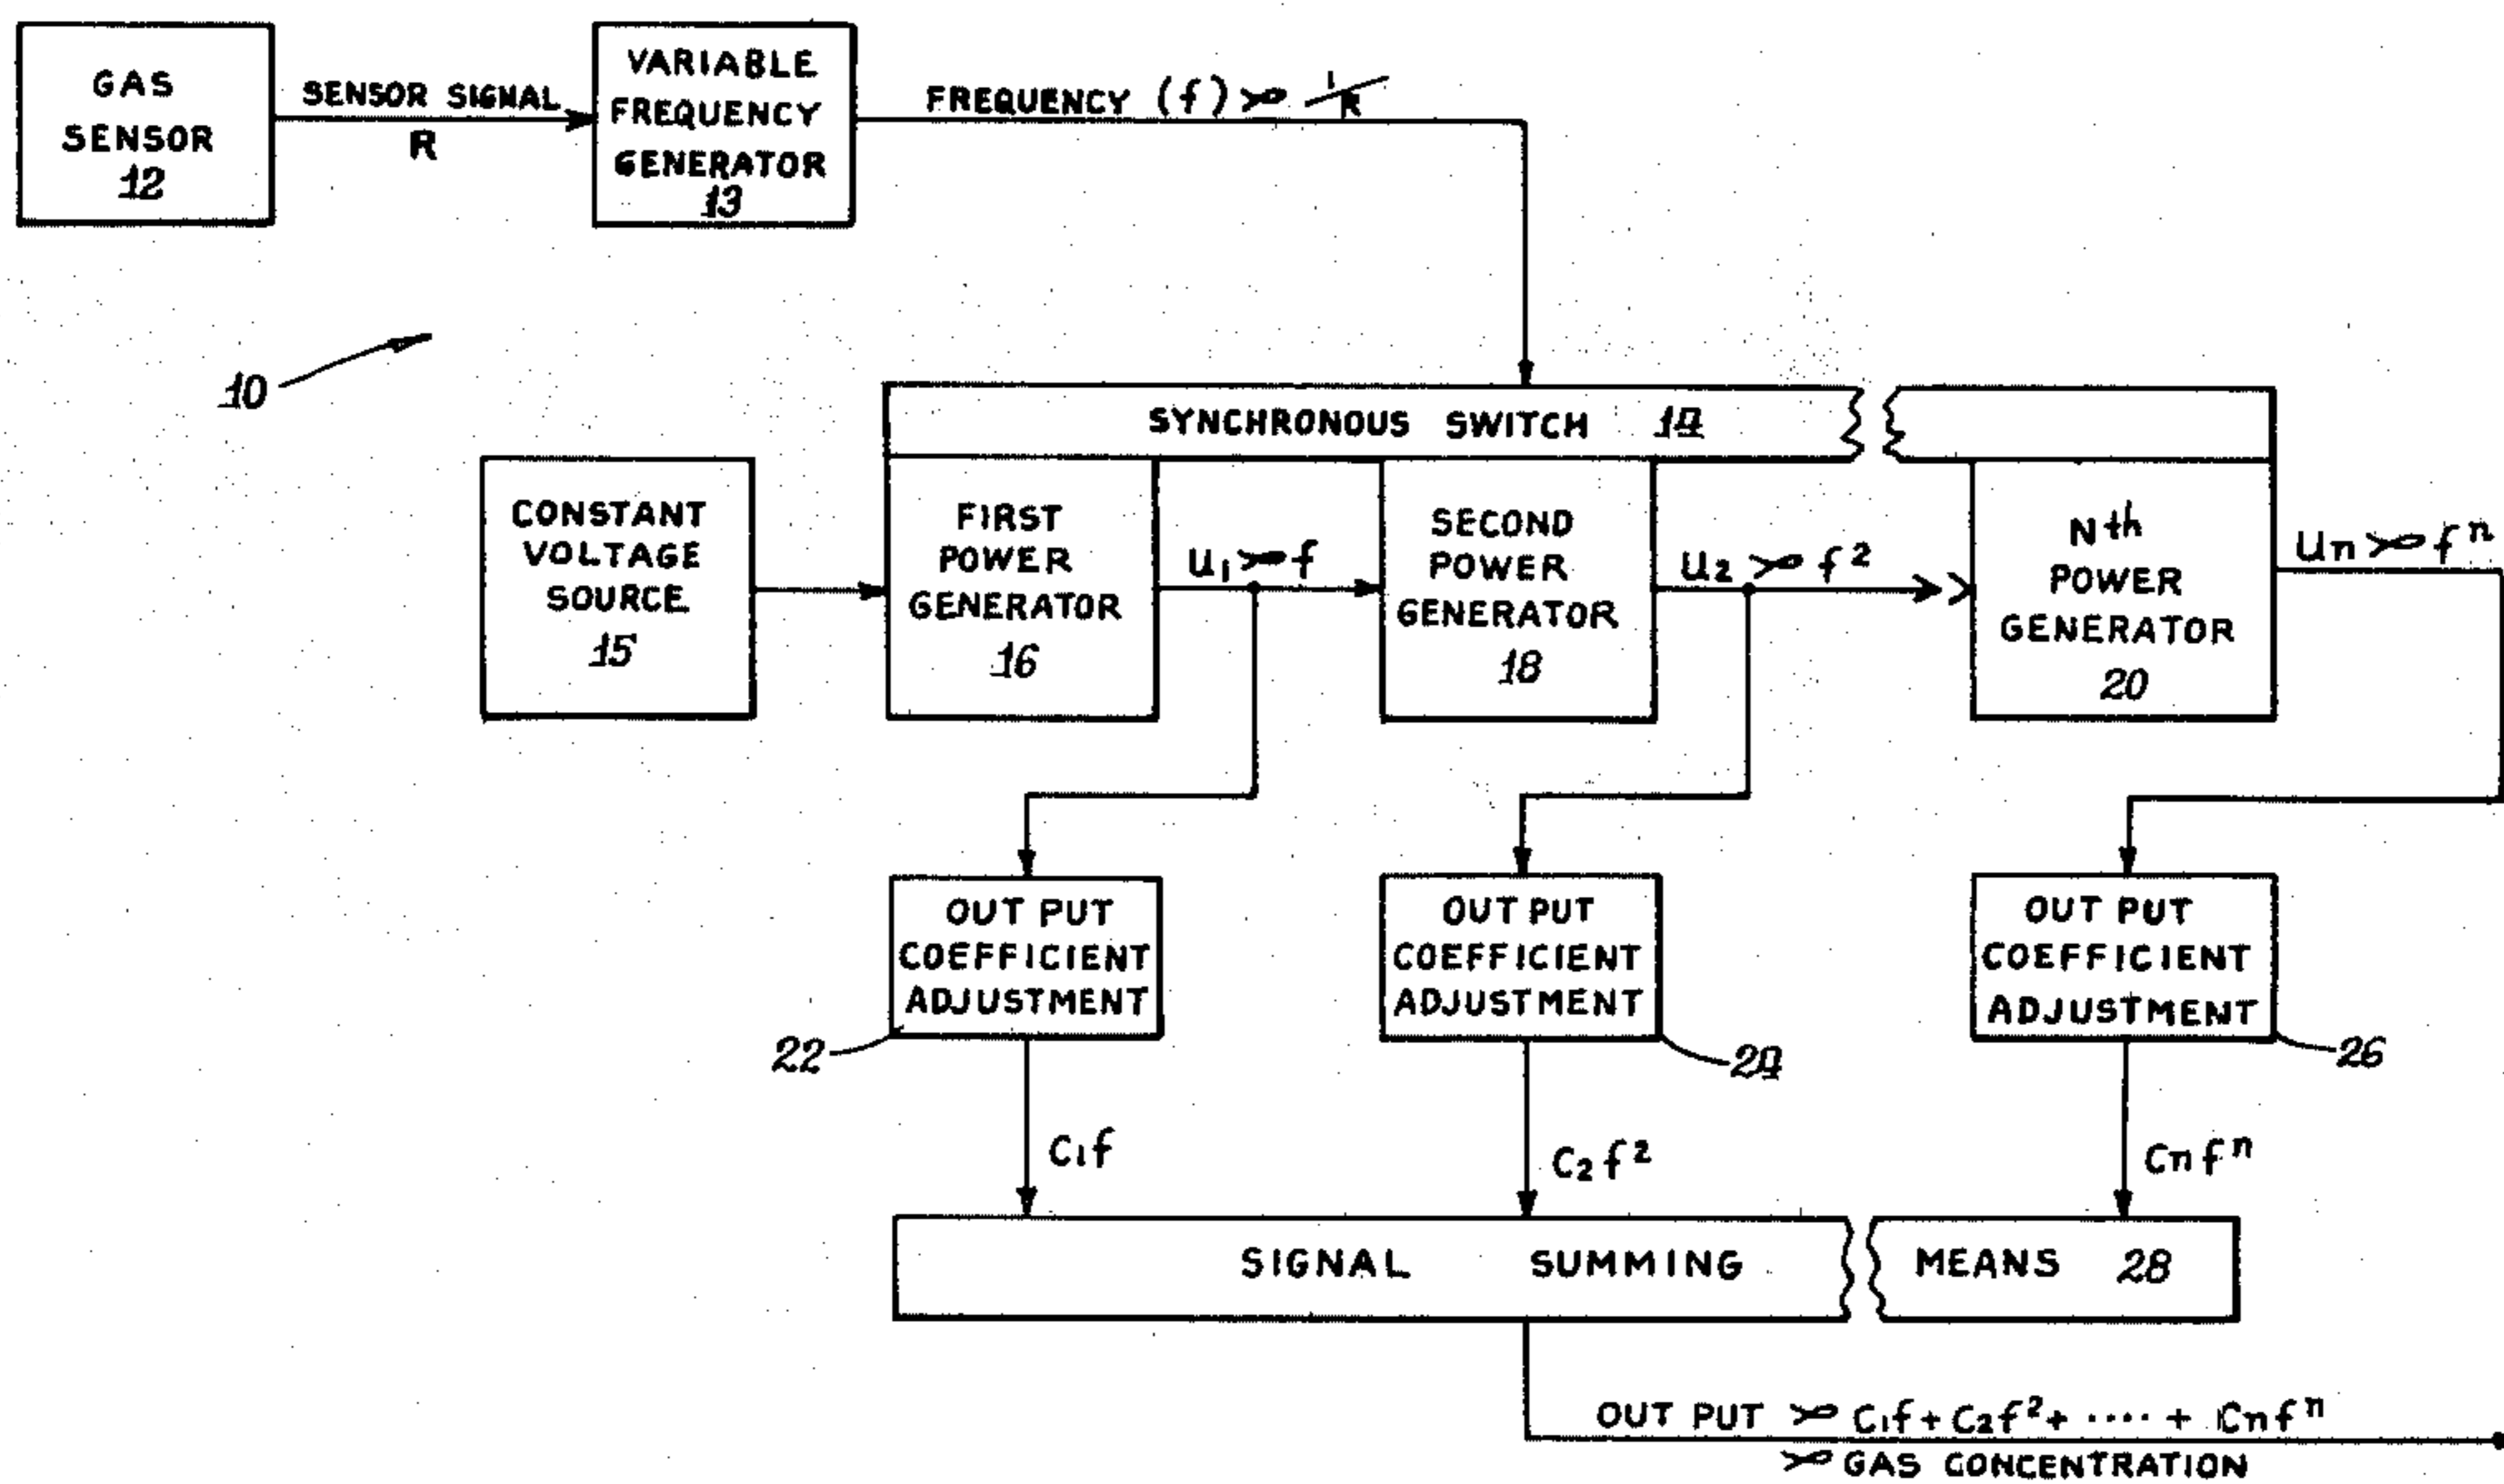 GAS
SENSOR
12
SENSOR SIGNAL
R
VARIABLE
FREQUENCY
GENERATOR
13
FREQUENCY (f) ∝ 1/R
10
SYNCHRONOUS SWITCH 14
CONSTANT
VOLTAGE
SOURCE
15
FIRST
POWER
GENERATOR
16
U₁ ∝ f
SECOND
POWER
GENERATOR
18
U₂ ∝ f²
Nth
POWER
GENERATOR
20
Un ∝ fⁿ
OUT PUT
COEFFICIENT
ADJUSTMENT
22
OUT PUT
COEFFICIENT
ADJUSTMENT
24
OUT PUT
COEFFICIENT
ADJUSTMENT
26
C₁f
C₂f²
Cnfⁿ
SIGNAL SUMMING MEANS 28
OUT PUT ∝ C₁f + C₂f² + ···· + Cnfⁿ
∝ GAS CONCENTRATION